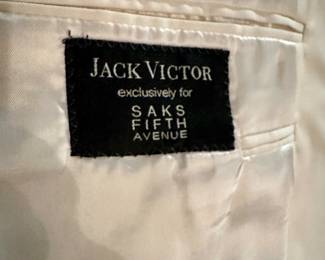 JACK VICTOR
exclusively for
SAKS
FIFTH
AVENUE